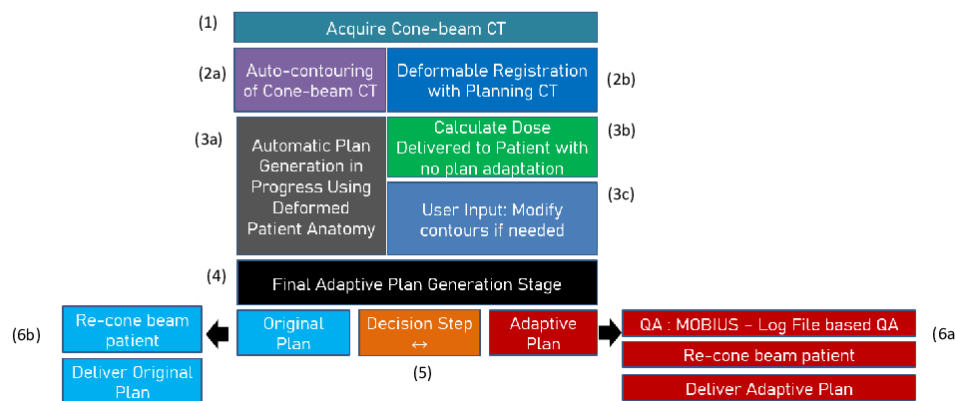 (1)
Acquire Cone-beam CT
(2a)
Auto-contouring
of Cone-beam CT
Deformable Registration
with Planning CT
(2b)
(3a)
Automatic Plan
Generation in
Progress Using
Deformed
Patient Anatomy
Calculate Dose
Delivered to Patient with
no plan adaptation
(3b)
User Input: Modify
contours if needed
(3c)
(4)
Final Adaptive Plan Generation Stage
(6b)
Re-cone beam
patient
Deliver Original
Plan
Original
Plan
Decision Step
↔
(5)
Adaptive
Plan
QA : MOBIUS – Log File based QA
Re-cone beam patient
Deliver Adaptive Plan
(6a